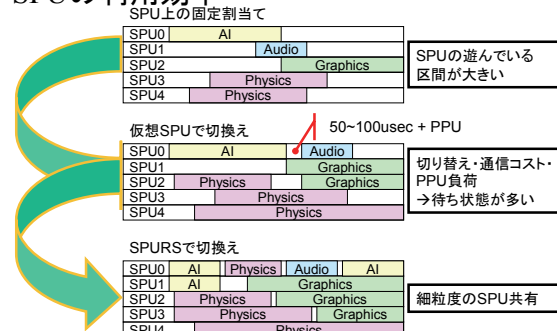 SPU上の固定割当て
SPU0 AI
SPU1 Audio
SPU2 Graphics
SPU3 Physics
SPU4 Physics
SPUの遊んでいる
区間が大きい
仮想SPUで切換え
50~100usec + PPU
SPU0 AI Audio
SPU1 Graphics
SPU2 Physics Graphics
SPU3 Physics
SPU4 Physics
切り替え・通信コスト・
PPU負荷
→待ち状態が多い
SPURSで切換え
SPU0 AI Physics Audio AI
SPU1 AI Graphics
SPU2 Physics Graphics
SPU3 Physics Graphics
SPU4 Physics
細粒度のSPU共有